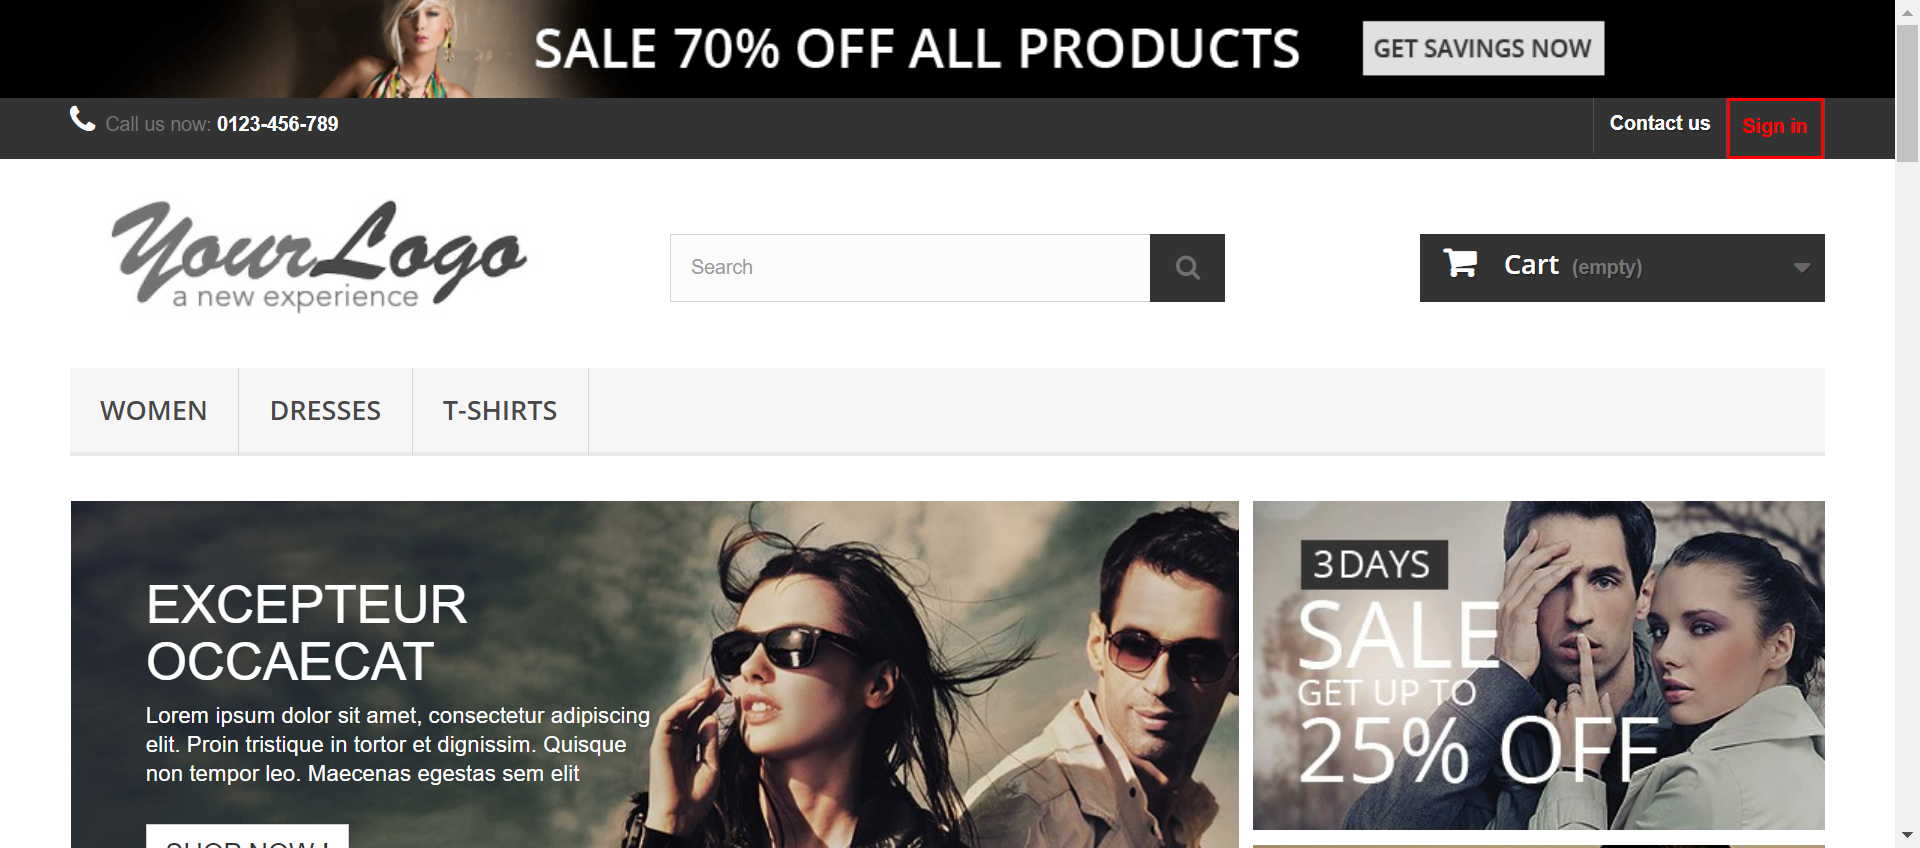 SALE 70% OFF ALL PRODUCTS
GET SAVINGS NOW
Call us now: 0123-456-789
Contact us
Sign in
YourLogo
a new experience
Search
Cart (empty)
WOMEN
DRESSES
T-SHIRTS
EXCEPTEUR
OCCAECAT
Lorem ipsum dolor sit amet, consectetur adipiscing
elit. Proin tristique in tortor et dignissim. Quisque
non tempor leo. Maecenas egestas sem elit
SHOP NOW !
3 DAYS
SALE
GET UP TO
25% OFF